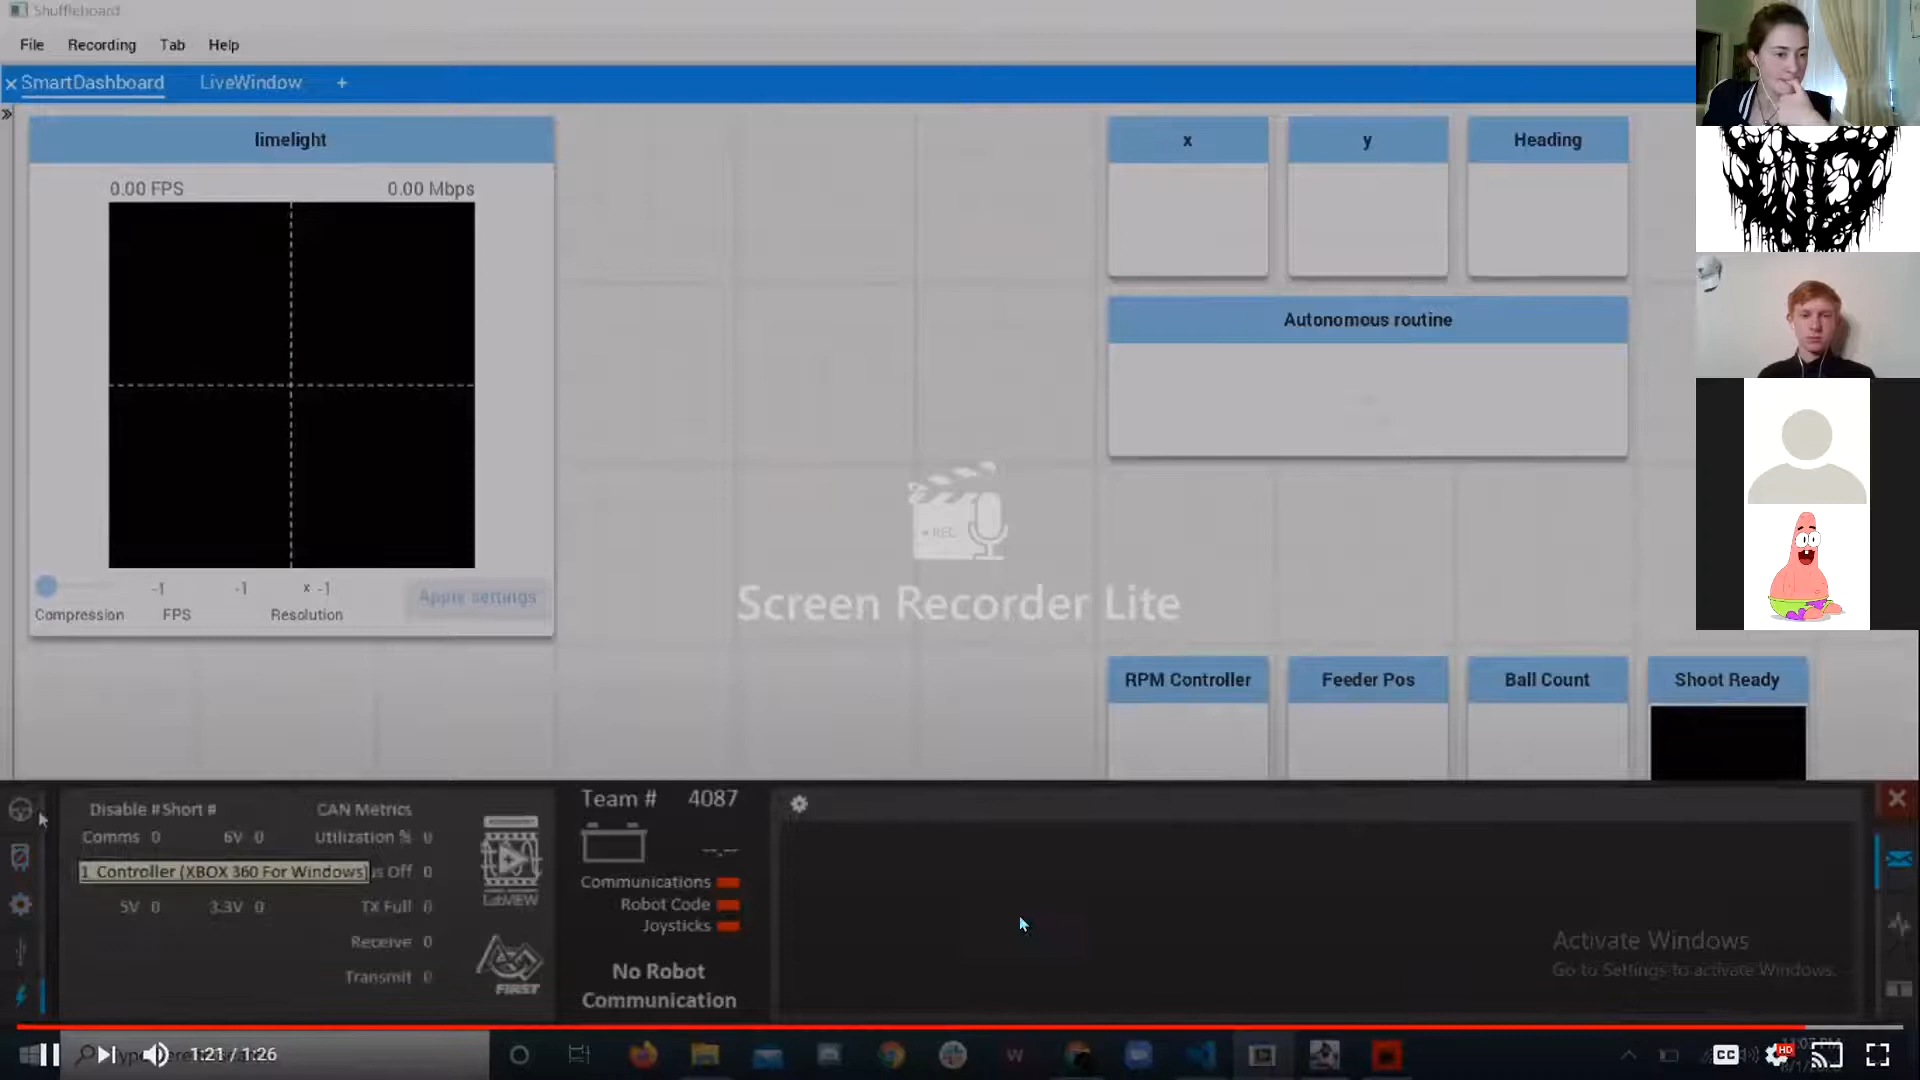 Shuffleboard
File Recording Tab Help
SmartDashboard LiveWindow +
limelight
0.00 FPS 0.00 Mbps
-1 -1 x -1
Compression FPS Resolution
Apply settings
x
y
Heading
Autonomous routine
REC
Screen Recorder Lite
RPM Controller
Feeder Pos
Ball Count
Shoot Ready
Disable # Short # CAN Metrics
Comms 0 6V 0 Utilization % 0
1 Controller (XBOX 360 For Windows) Off 0
5V 0 3.3V 0 TX Full 0
Receive 0
Transmit 0
LabVIEW
FIRST
Team # 4087
--.--
Communications
Robot Code
Joysticks
No Robot
Communication
Activate Windows
Go to Settings to activate Windows.
1:21 / 1:26
W
CC
HD